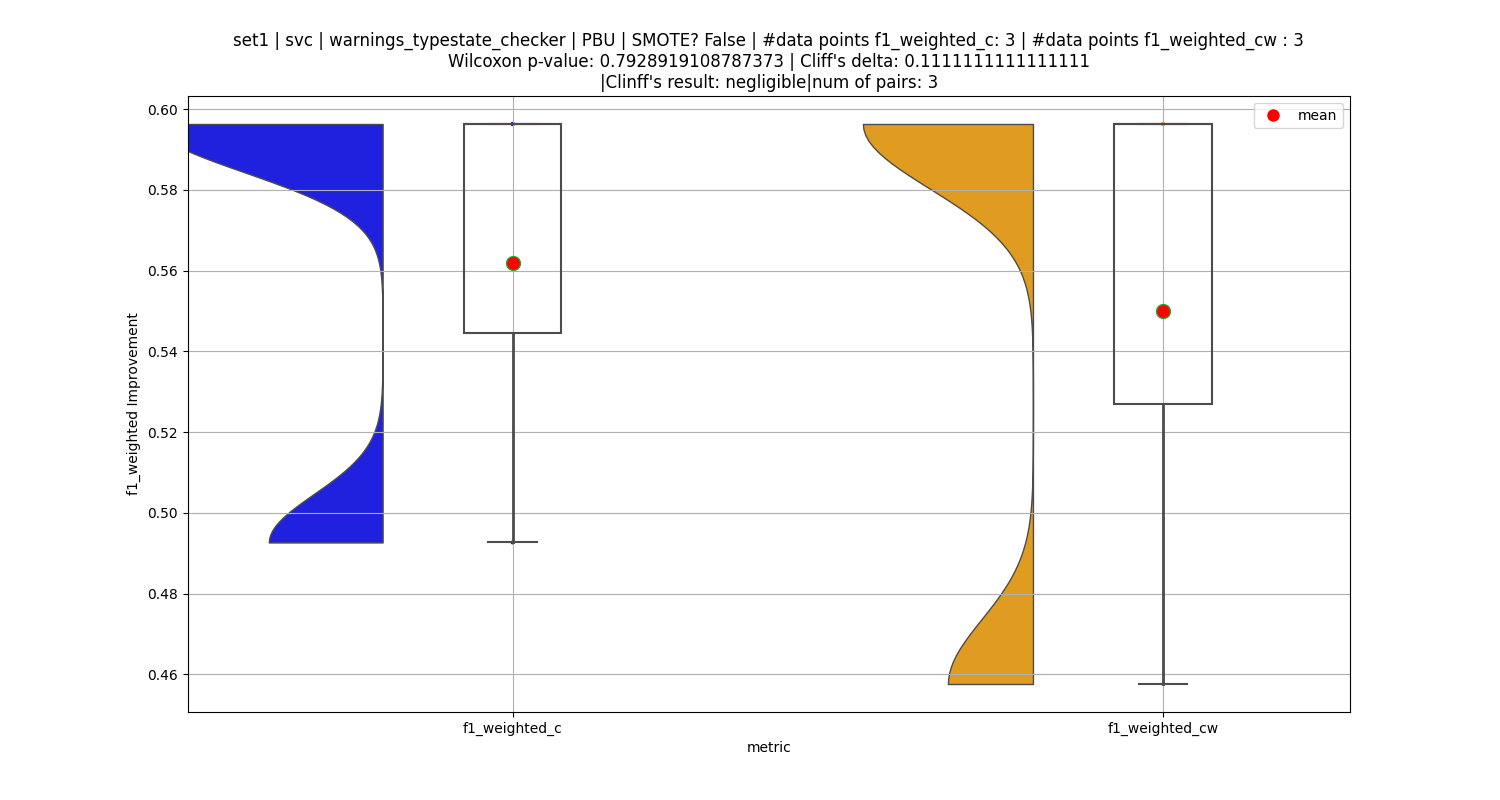 set1 | svc | warnings_typestate_checker | PBU | SMOTE? False | #data points f1_weighted_c: 3 | #data points f1_weighted_cw : 3
Wilcoxon p-value: 0.7928919108787373 | Cliff's delta: 0.1111111111111111
|Clinff's result: negligible|num of pairs: 3
mean
0.60
0.58
0.56
0.54
0.52
0.50
0.48
0.46
f1_weighted Improvement
f1_weighted_c
f1_weighted_cw
metric